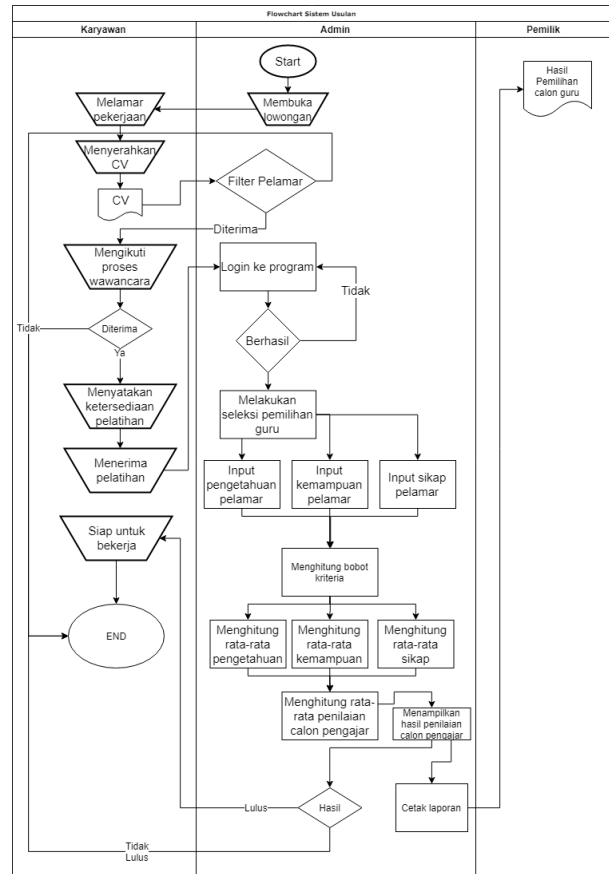 Flowchart Sistem Usulan
Karyawan
Admin
Pemilik
Start
Hasil
Pemilihan
calon guru
Melamar
pekerjaan
Membuka
lowongan
Menyerahkan
CV
CV
Filter Pelamar
Diterima
Mengikuti
proses
wawancara
Login ke program
Tidak
Tidak
Diterima
Berhasil
Ya
Menyatakan
ketersediaan
pelatihan
Melakukan
seleksi pemilihan
guru
Menerima
pelatihan
Input
pengetahuan
pelamar
Input
kemampuan
pelamar
Input sikap
pelamar
Siap untuk
bekerja
Menghitung bobot
kriteria
END
Menghitung
rata-rata
pengetahuan
Menghitung
rata-rata
kemampuan
Menghitung
rata-rata
sikap
Menghitung rata-
rata penilaian
calon pengajar
Menampilkan
hasil penilaian
calon pengajar
Lulus
Hasil
Cetak laporan
Tidak
Lulus